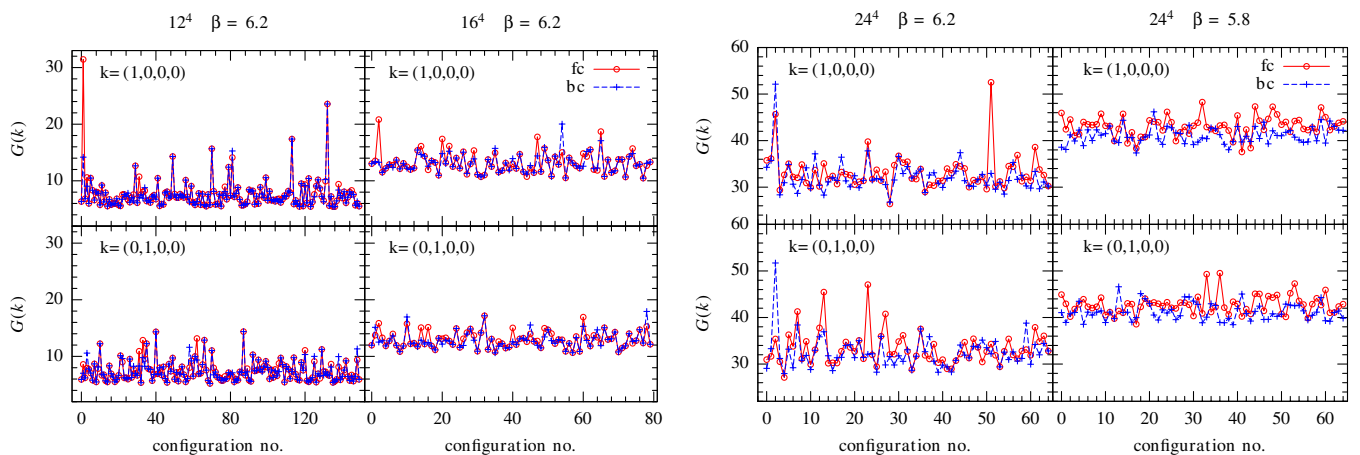 12⁴ β = 6.2
16⁴ β = 6.2
24⁴ β = 6.2
24⁴ β = 5.8
30
20
10
G(k)
k= (1,0,0,0)
k= (1,0,0,0)
fc
bc
30
20
10
G(k)
k= (0,1,0,0)
k= (0,1,0,0)
0 40 80 120
0 20 40 60 80
configuration no.
configuration no.
60
50
40
30
G(k)
k= (1,0,0,0)
k= (1,0,0,0)
fc
bc
60
50
40
30
G(k)
k= (0,1,0,0)
k= (0,1,0,0)
0 10 20 30 40 50 60
0 10 20 30 40 50 60
configuration no.
configuration no.